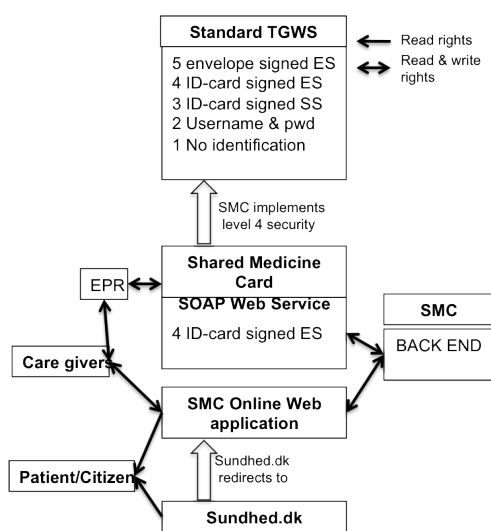 Standard TGWS
5 envelope signed ES
4 ID-card signed ES
3 ID-card signed SS
2 Username & pwd
1 No identification
Read rights
Read & write
rights
SMC implements
level 4 security
Shared Medicine
Card
SOAP Web Service
4 ID-card signed ES
EPR
SMC
BACK END
Care givers
SMC Online Web
application
Sundhed.dk
redirects to
Patient/Citizen
Sundhed.dk